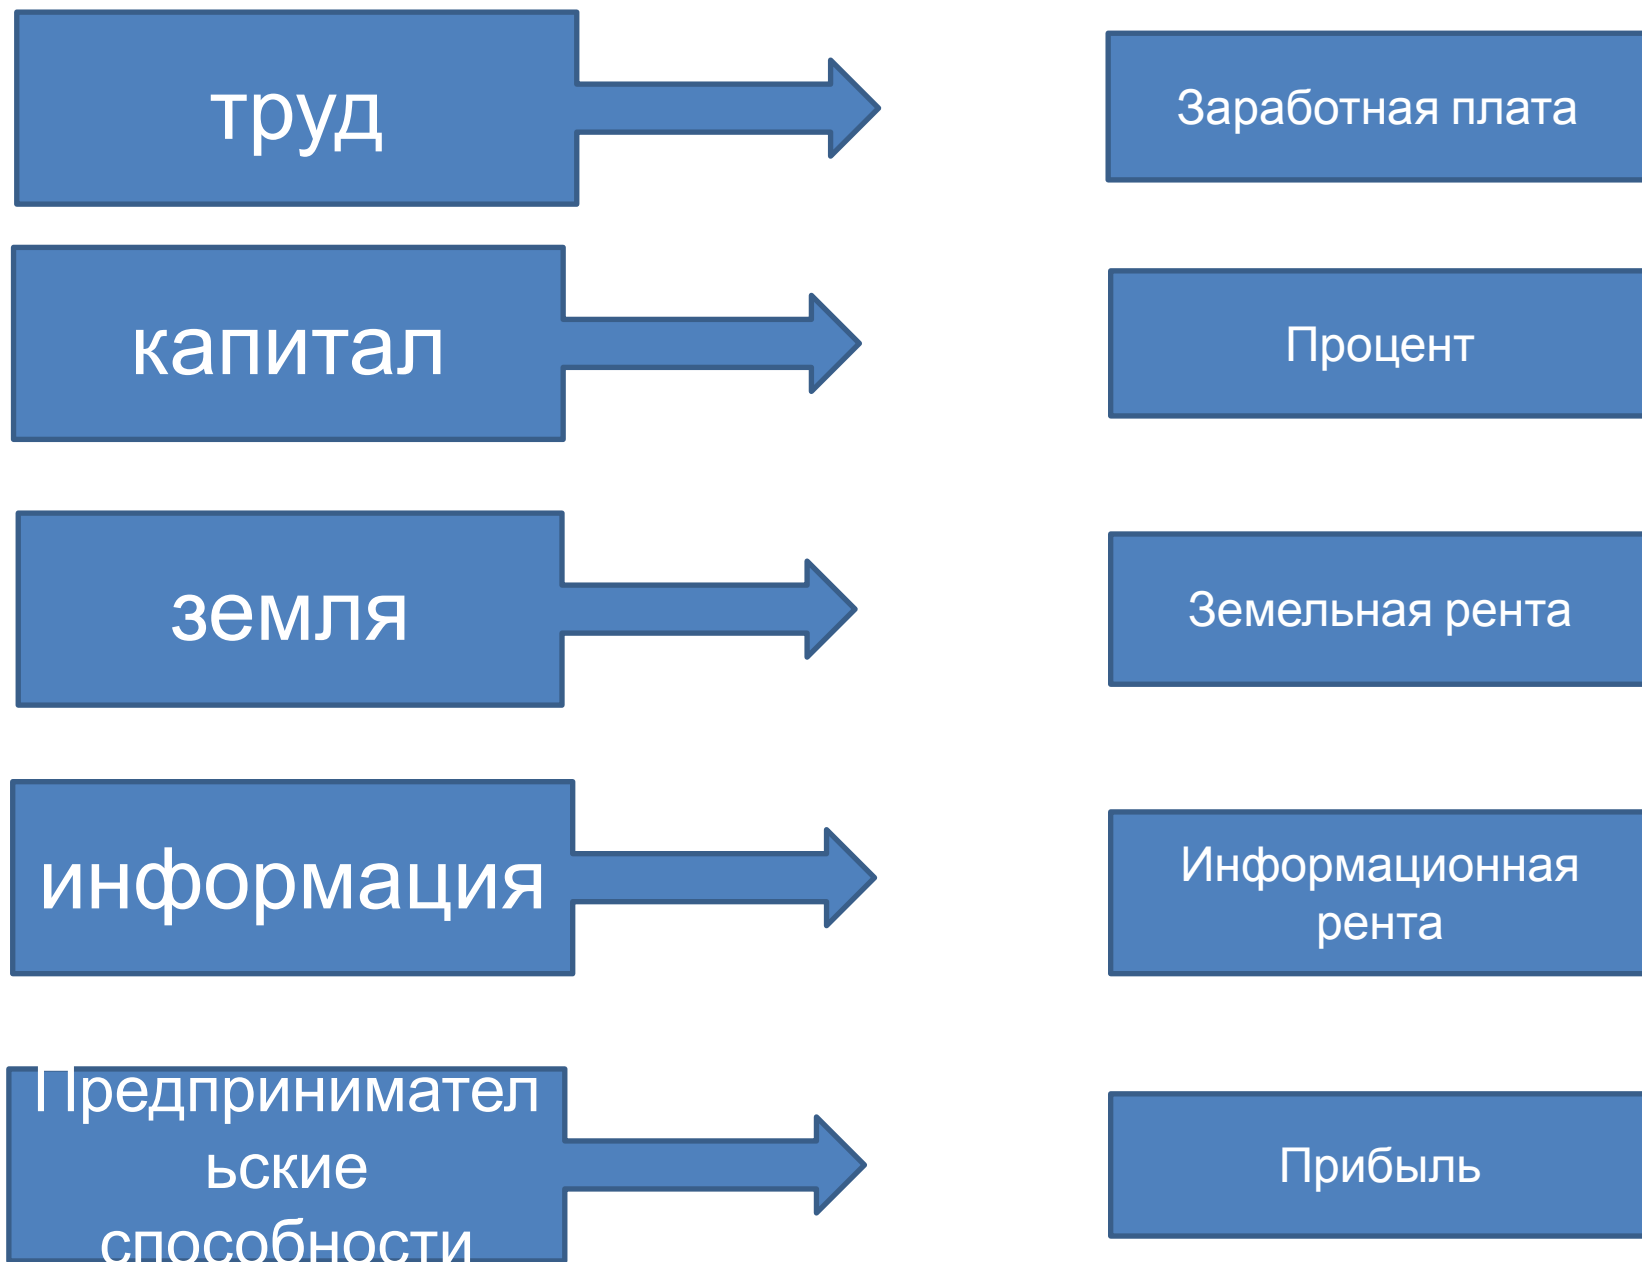 труд
Заработная плата
капитал
Процент
земля
Земельная рента
информация
Информационная
рента
Предпринимател
ьские
способности
Прибыль